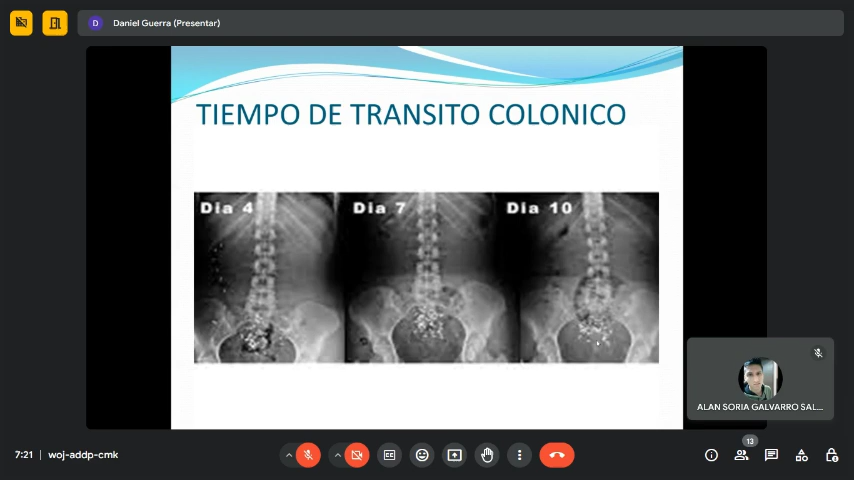 Daniel Guerra (Presentar)
D
TIEMPO DE TRANSITO COLONICO
Dia 4
Dia 7
Dia 10
ALAN SORIA GALVARRO SAL...
13
7:21 | woj-addp-cmk